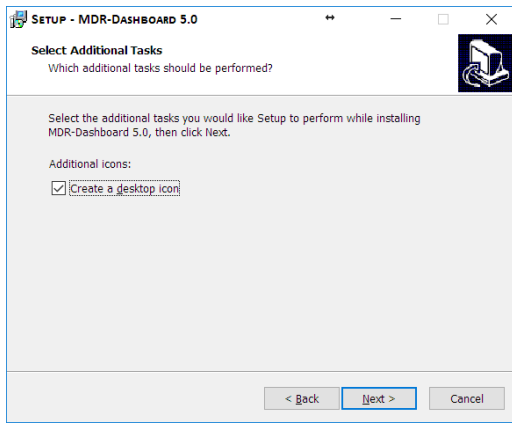 SETUP - MDR-DASHBOARD 5.0
Select Additional Tasks
Which additional tasks should be performed?
Select the additional tasks you would like Setup to perform while installing
MDR-Dashboard 5.0, then click Next.
Additional icons:
Create a desktop icon
< Back Next > Cancel